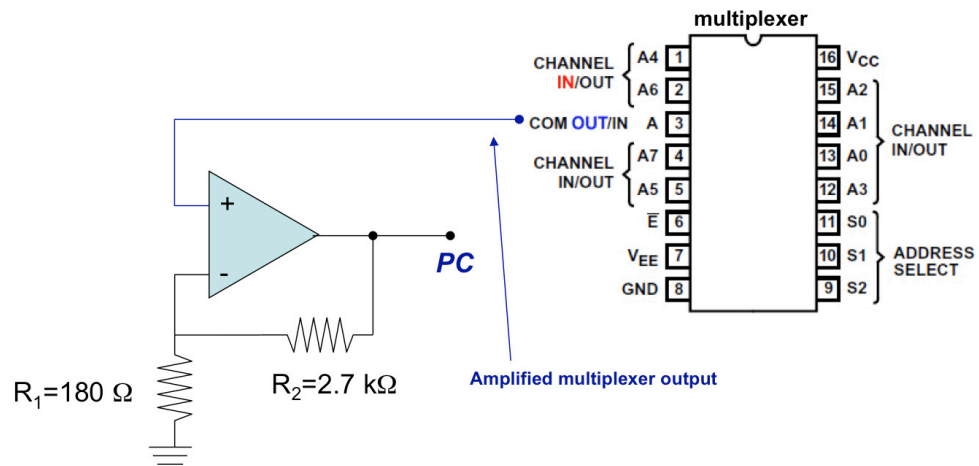 multiplexer
CHANNEL
IN/OUT
A4 1
A6 2
COM OUT/IN A 3
CHANNEL
IN/OUT
A7 4
A5 5
E̅ 6
VEE 7
GND 8
16 VCC
15 A2
14 A1
13 A0
12 A3
CHANNEL
IN/OUT
11 S0
10 S1
9 S2
ADDRESS
SELECT
+
-
PC
R1=180 Ω
R2=2.7 kΩ
Amplified multiplexer output